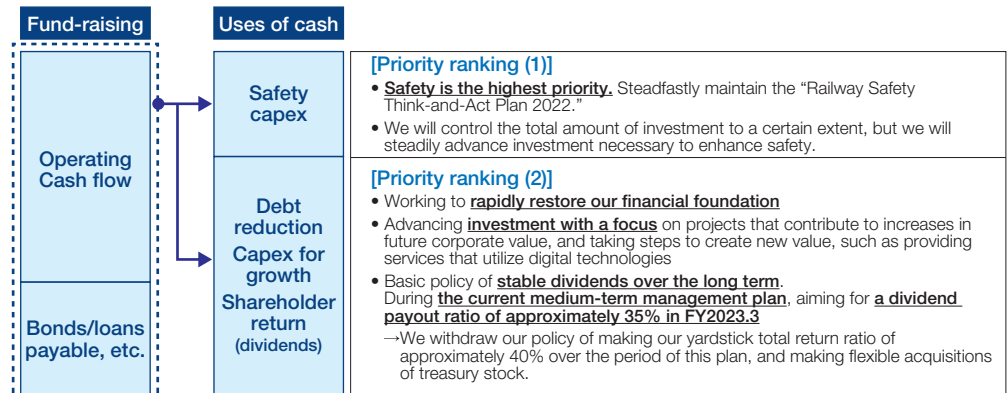 Fund-raising
Uses of cash
Operating
Cash flow
Bonds/loans
payable, etc.
Safety
capex
Debt
reduction
Capex for
growth
Shareholder
return
(dividends)
[Priority ranking (1)]
• Safety is the highest priority. Steadfastly maintain the “Railway Safety
Think-and-Act Plan 2022.”
• We will control the total amount of investment to a certain extent, but we will
steadily advance investment necessary to enhance safety.
[Priority ranking (2)]
• Working to rapidly restore our financial foundation
• Advancing investment with a focus on projects that contribute to increases in
future corporate value, and taking steps to create new value, such as providing
services that utilize digital technologies
• Basic policy of stable dividends over the long term.
During the current medium-term management plan, aiming for a dividend
payout ratio of approximately 35% in FY2023.3
→We withdraw our policy of making our yardstick total return ratio of
approximately 40% over the period of this plan, and making flexible acquisitions
of treasury stock.